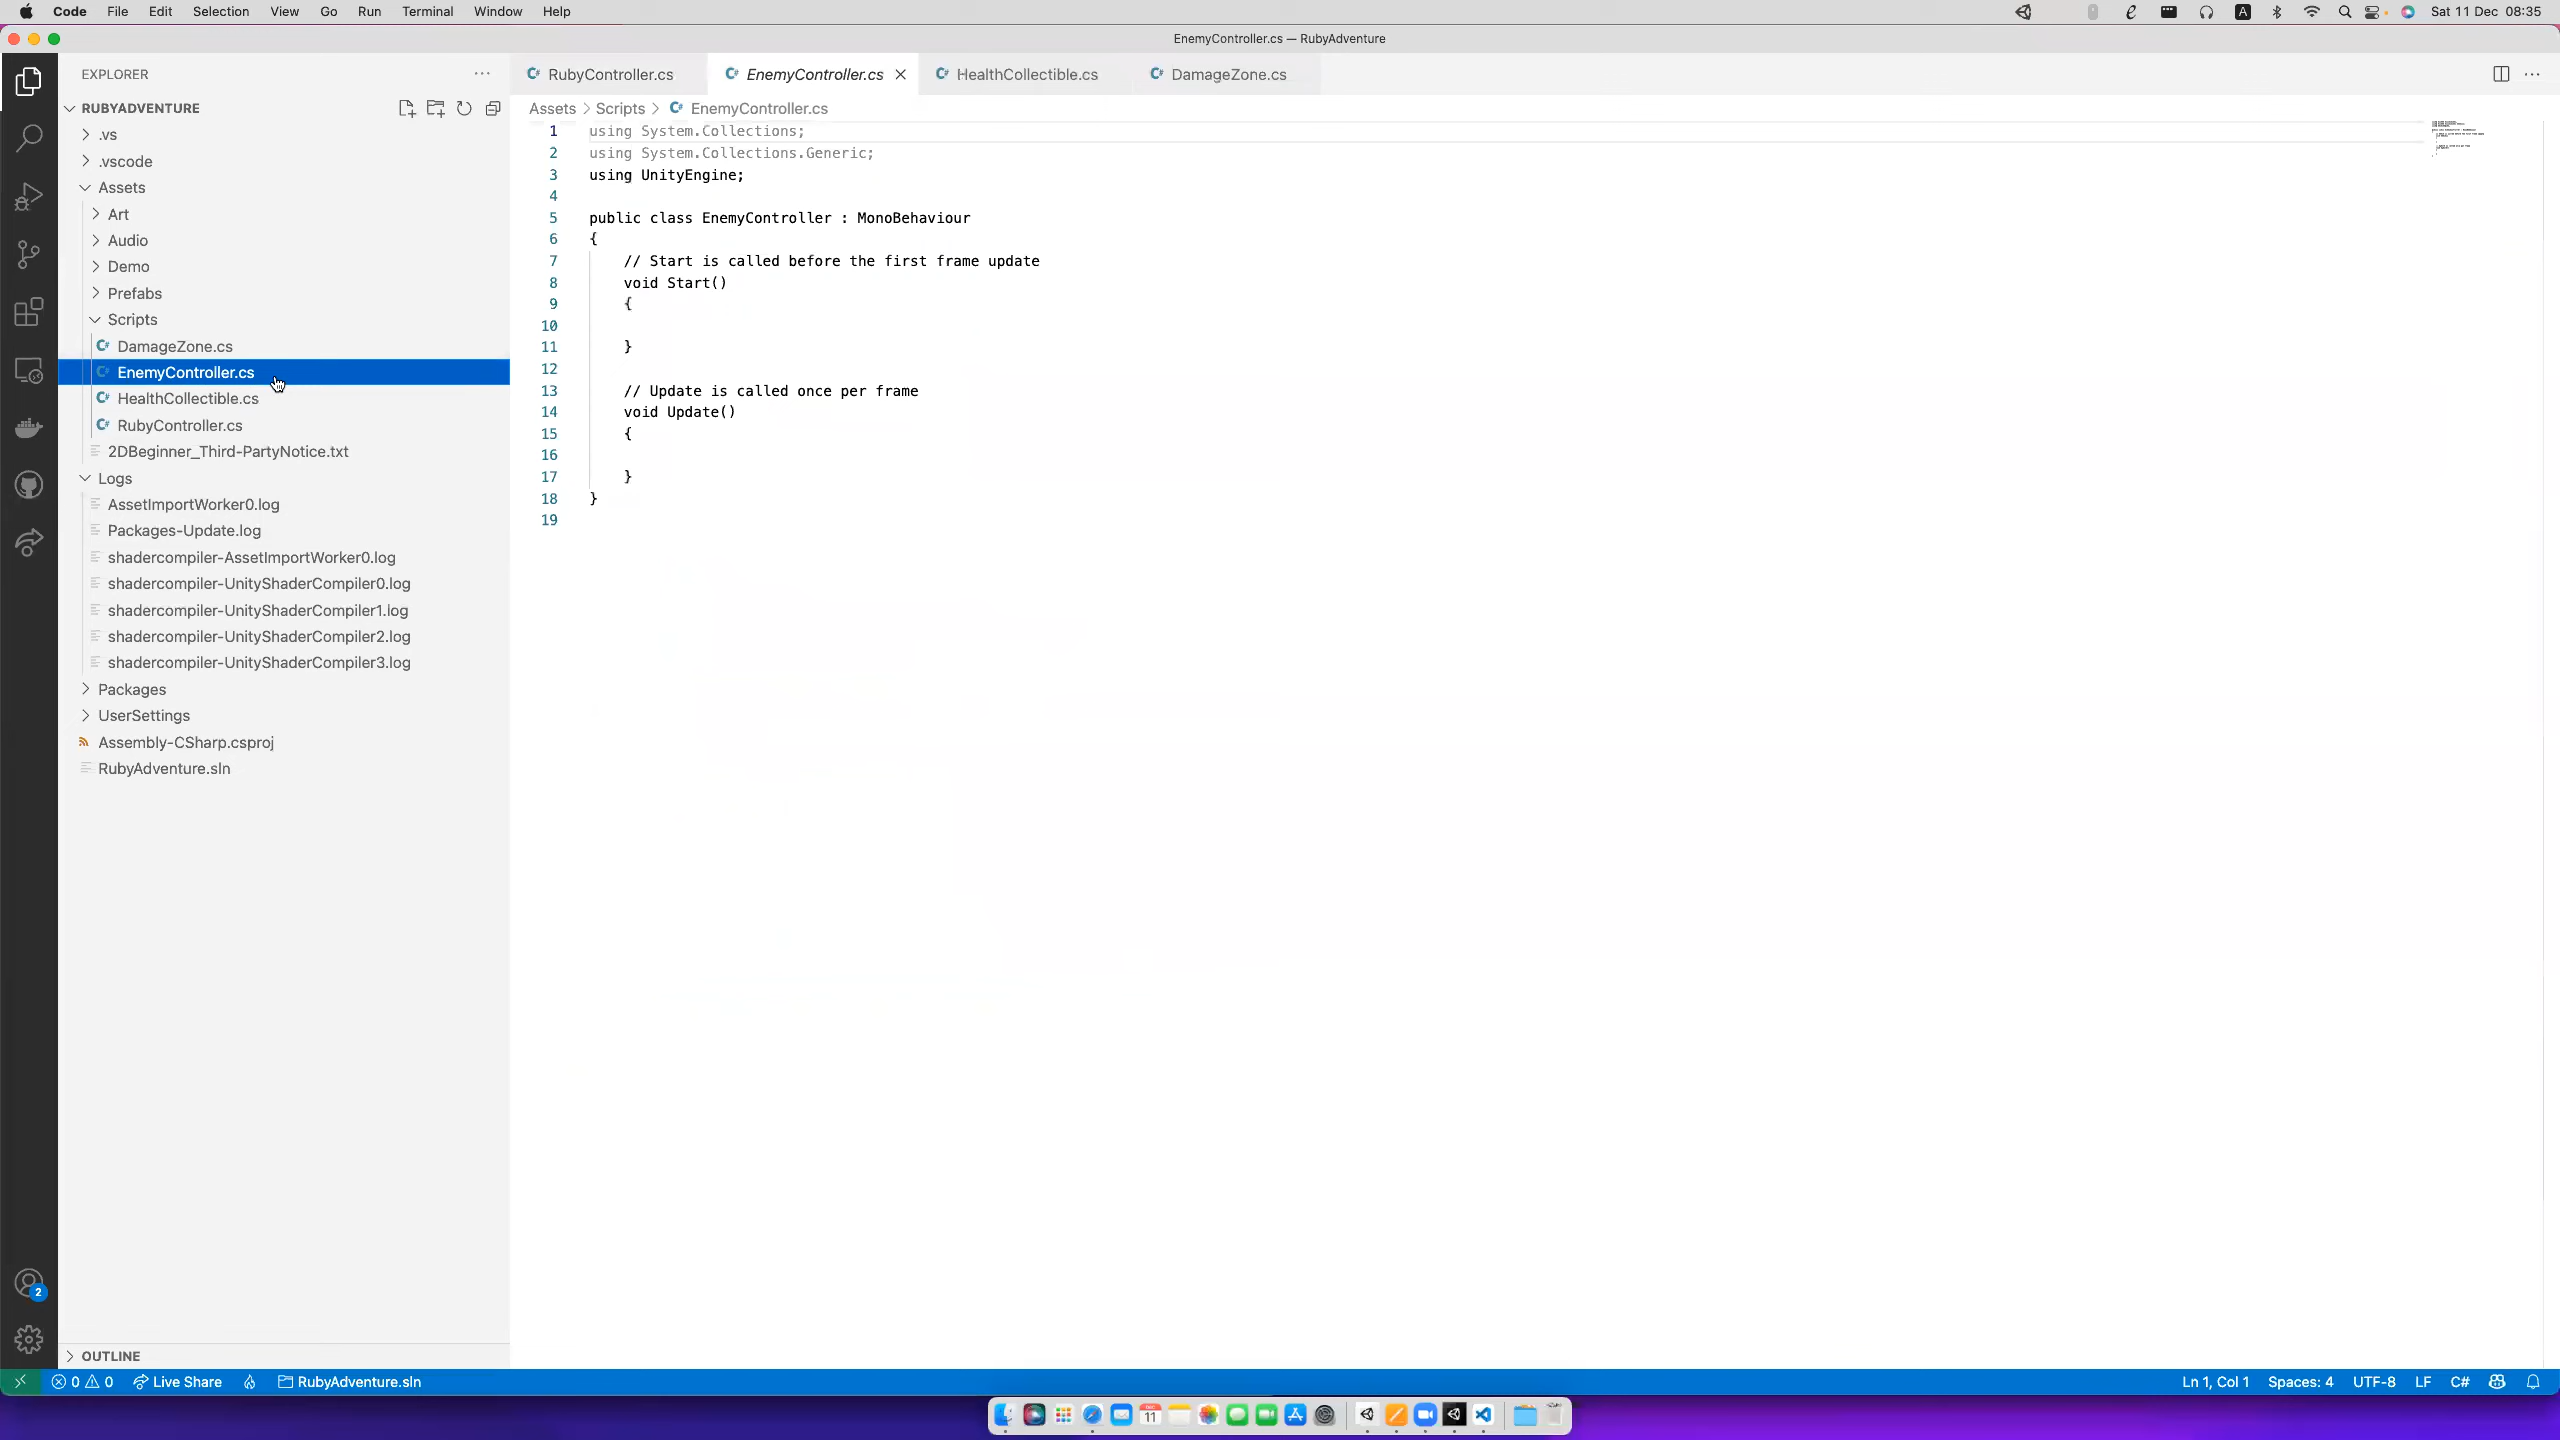 Code File Edit Selection View Go Run Terminal Window Help
A Sat 11 Dec 08:35
EnemyController.cs — RubyAdventure
EXPLORER
RUBYADVENTURE
.vs
.vscode
Assets
Art
Audio
Demo
Prefabs
Scripts
DamageZone.cs
EnemyController.cs
HealthCollectible.cs
RubyController.cs
2DBeginner_Third-PartyNotice.txt
Logs
AssetImportWorker0.log
Packages-Update.log
shadercompiler-AssetImportWorker0.log
shadercompiler-UnityShaderCompiler0.log
shadercompiler-UnityShaderCompiler1.log
shadercompiler-UnityShaderCompiler2.log
shadercompiler-UnityShaderCompiler3.log
Packages
UserSettings
Assembly-CSharp.csproj
RubyAdventure.sln
OUTLINE
RubyController.cs EnemyController.cs HealthCollectible.cs DamageZone.cs
Assets > Scripts > EnemyController.cs
1 using System.Collections;
2 using System.Collections.Generic;
3 using UnityEngine;
4
5 public class EnemyController : MonoBehaviour
6 {
7 // Start is called before the first frame update
8 void Start()
9 {
10
11 }
12
13 // Update is called once per frame
14 void Update()
15 {
16
17 }
18 }
19
2
0 0 Live Share RubyAdventure.sln
Ln 1, Col 1 Spaces: 4 UTF-8 LF C#
11